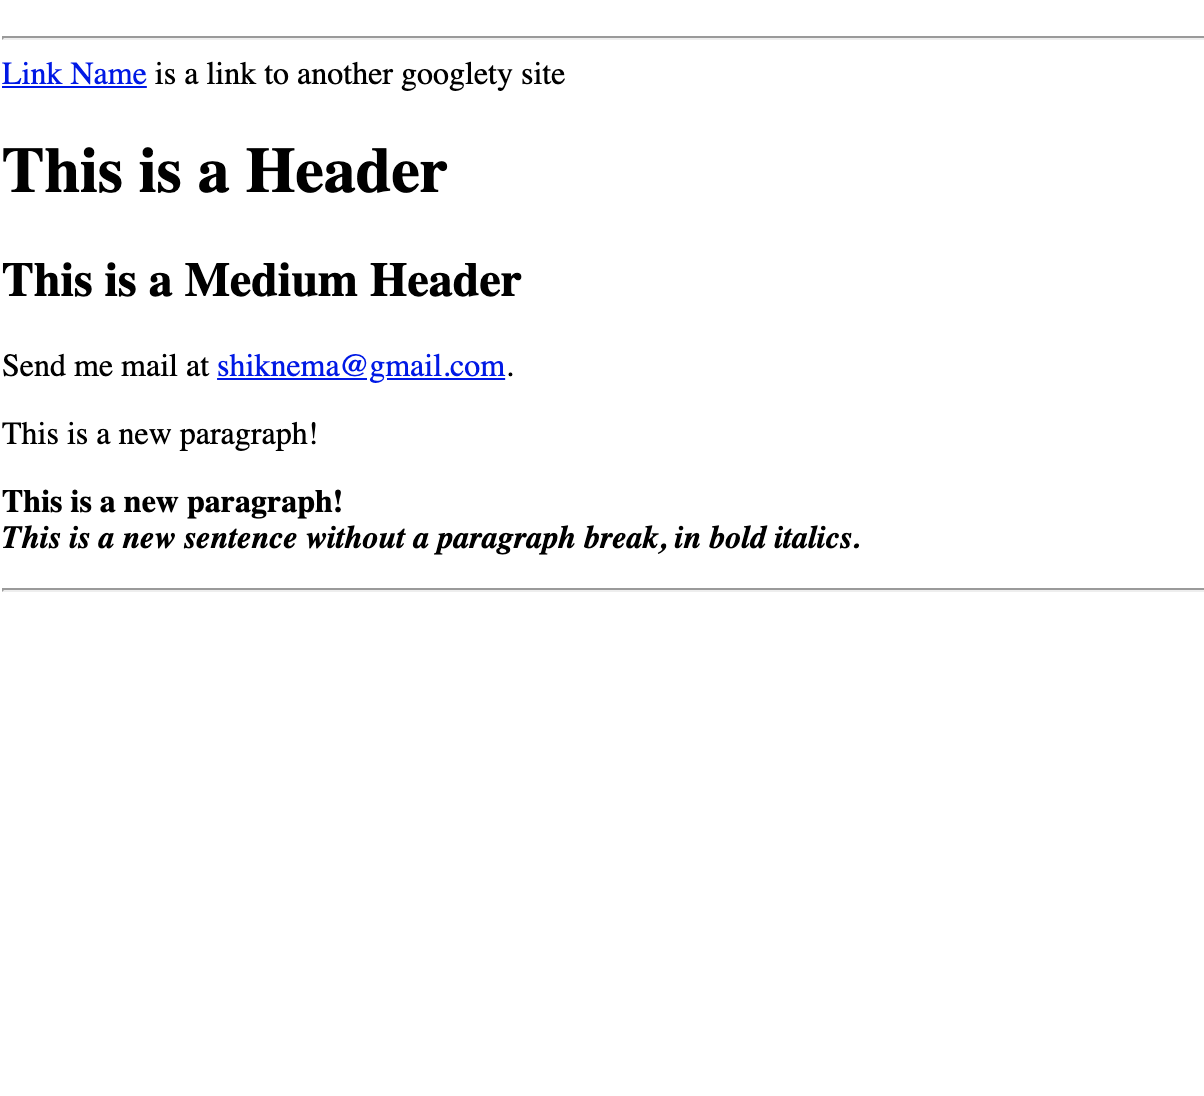 Link Name is a link to another googlety site
This is a Header
This is a Medium Header
Send me mail at shiknema@gmail.com.
This is a new paragraph!
This is a new paragraph!
This is a new sentence without a paragraph break, in bold italics.